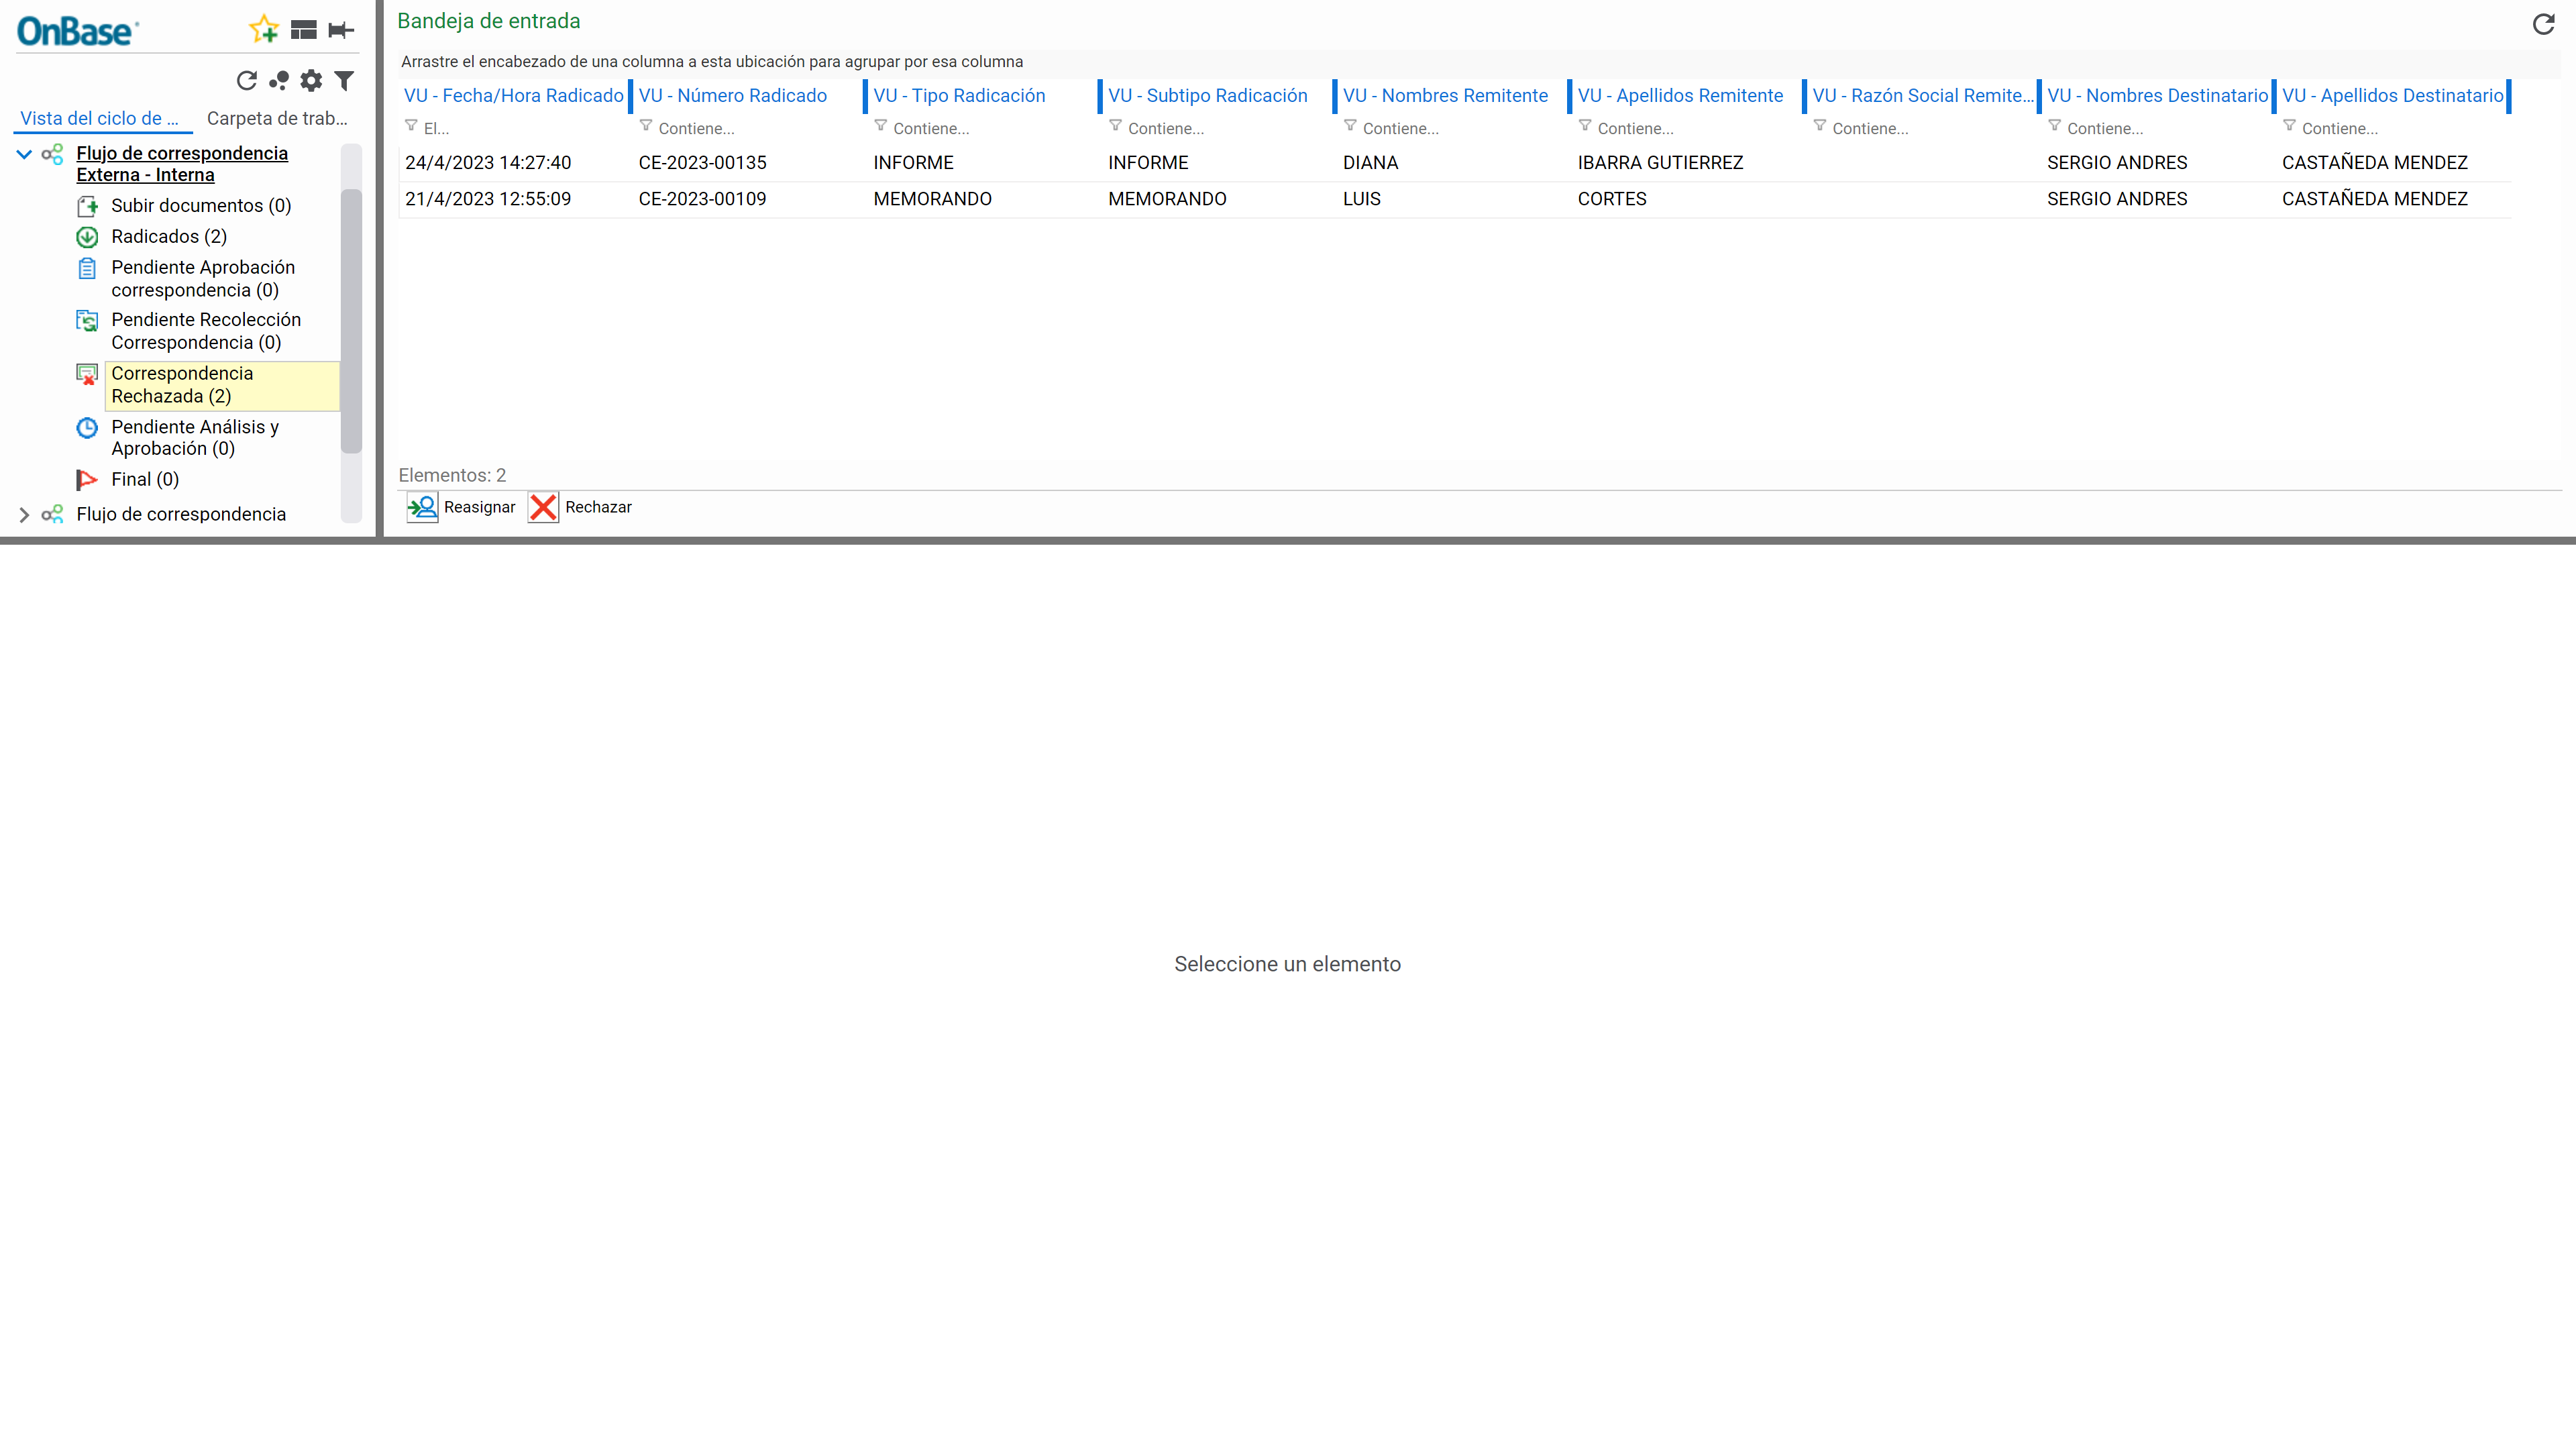 OnBase
Vista del ciclo de ...
Carpeta de trab...
Flujo de correspondencia
Externa - Interna
Subir documentos (0)
Radicados (2)
Pendiente Aprobación
correspondencia (0)
Pendiente Recolección
Correspondencia (0)
Correspondencia
Rechazada (2)
Pendiente Análisis y
Aprobación (0)
Final (0)
Flujo de correspondencia
Bandeja de entrada
Arrastre el encabezado de una columna a esta ubicación para agrupar por esa columna
VU - Fecha/Hora Radicado VU - Número Radicado VU - Tipo Radicación VU - Subtipo Radicación VU - Nombres Remitente VU - Apellidos Remitente VU - Razón Social Remite... VU - Nombres Destinatario VU - Apellidos Destinatario
El... Contiene... Contiene... Contiene... Contiene... Contiene... Contiene... Contiene... Contiene...
24/4/2023 14:27:40 CE-2023-00135 INFORME INFORME DIANA IBARRA GUTIERREZ SERGIO ANDRES CASTAÑEDA MENDEZ
21/4/2023 12:55:09 CE-2023-00109 MEMORANDO MEMORANDO LUIS CORTES SERGIO ANDRES CASTAÑEDA MENDEZ
Elementos: 2
Reasignar Rechazar
Seleccione un elemento